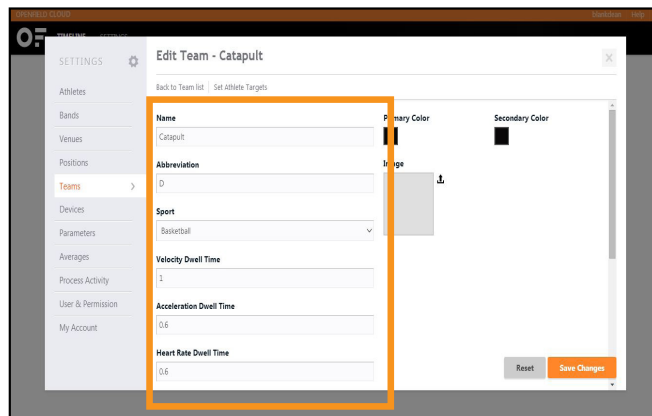 OPENFIELD CLOUD
blankdean Help
OF TIMELINE SETTINGS
SETTINGS
Edit Team - Catapult
X
Back to Team list | Set Athlete Targets
Athletes
Bands
Venues
Positions
Teams >
Devices
Parameters
Averages
Process Activity
User & Permission
My Account
Name
Catapult
Abbreviation
D
Sport
Basketball
Velocity Dwell Time
1
Acceleration Dwell Time
0.6
Heart Rate Dwell Time
0.6
Primary Color
Secondary Color
Image
Reset
Save Changes